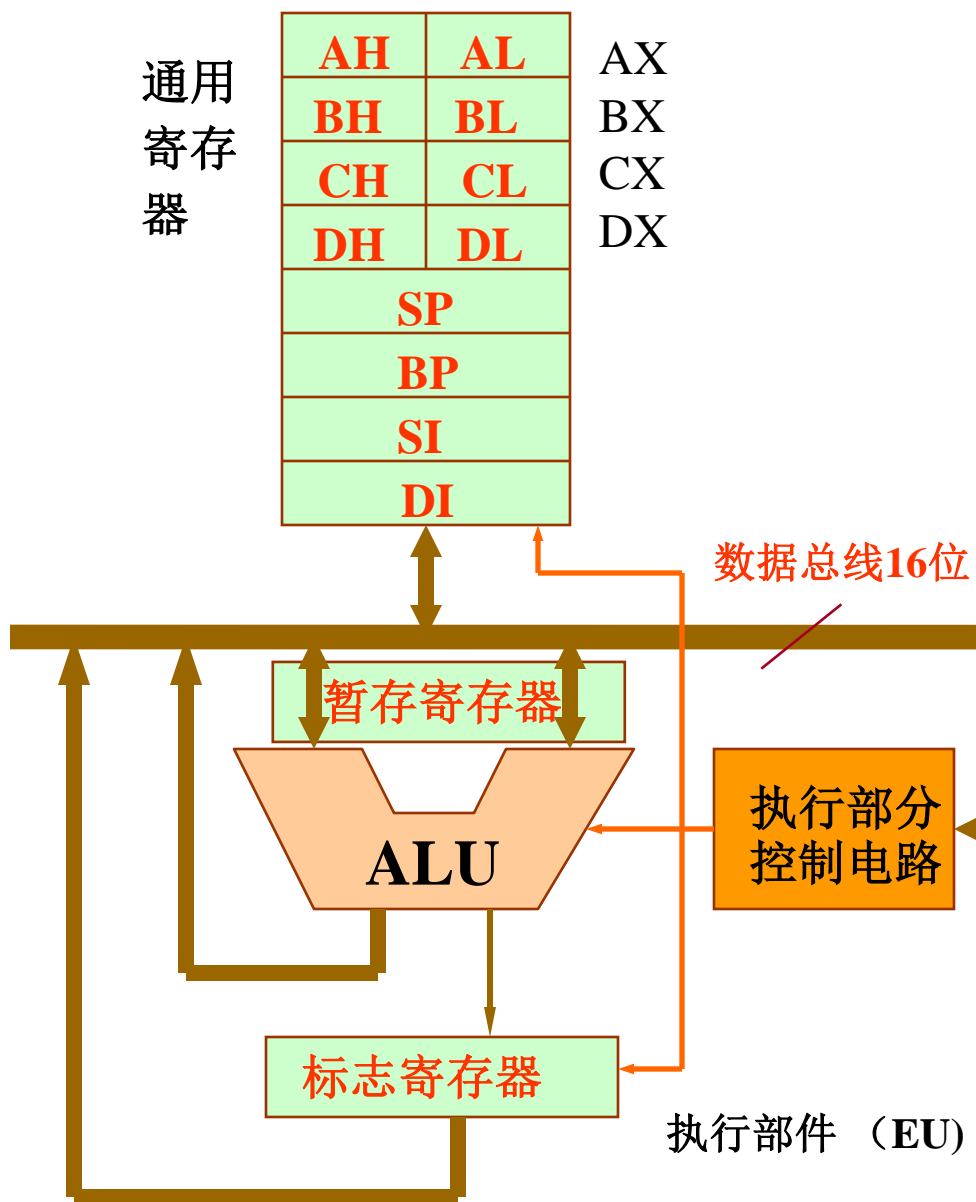 通用
寄存
器
AH AL AX
BH BL BX
CH CL CX
DH DL DX
SP
BP
SI
DI
数据总线16位
暂存寄存器
ALU
执行部分
控制电路
标志寄存器
执行部件 （EU)